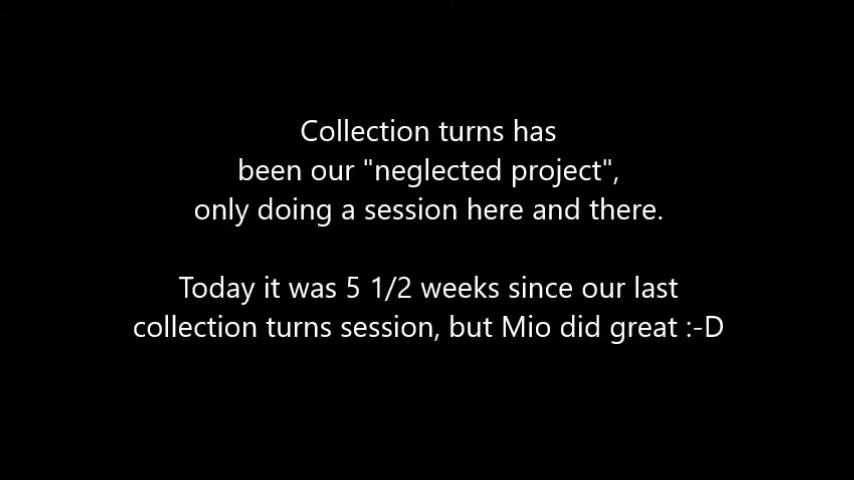 Collection turns has
been our "neglected project",
only doing a session here and there.
Today it was 5 1/2 weeks since our last
collection turns session, but Mio did great :-D